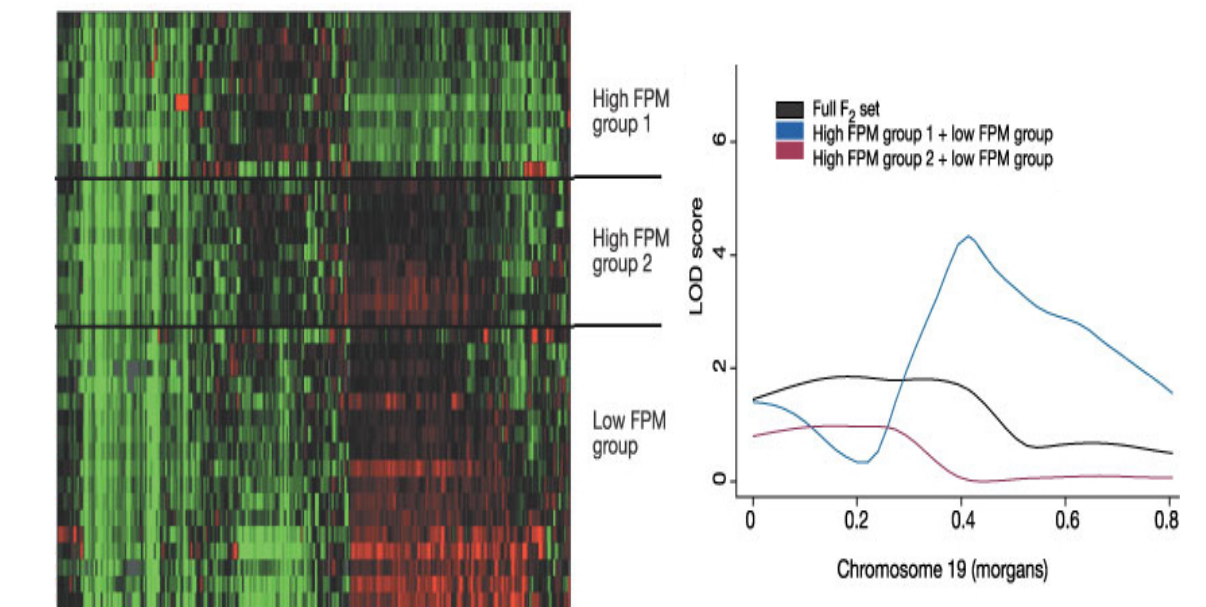 High FPM
group 1
High FPM
group 2
Low FPM
group
Full F2 set
High FPM group 1 + low FPM group
High FPM group 2 + low FPM group
LOD score
6
4
2
0
0
0.2
0.4
0.6
0.8
Chromosome 19 (morgans)